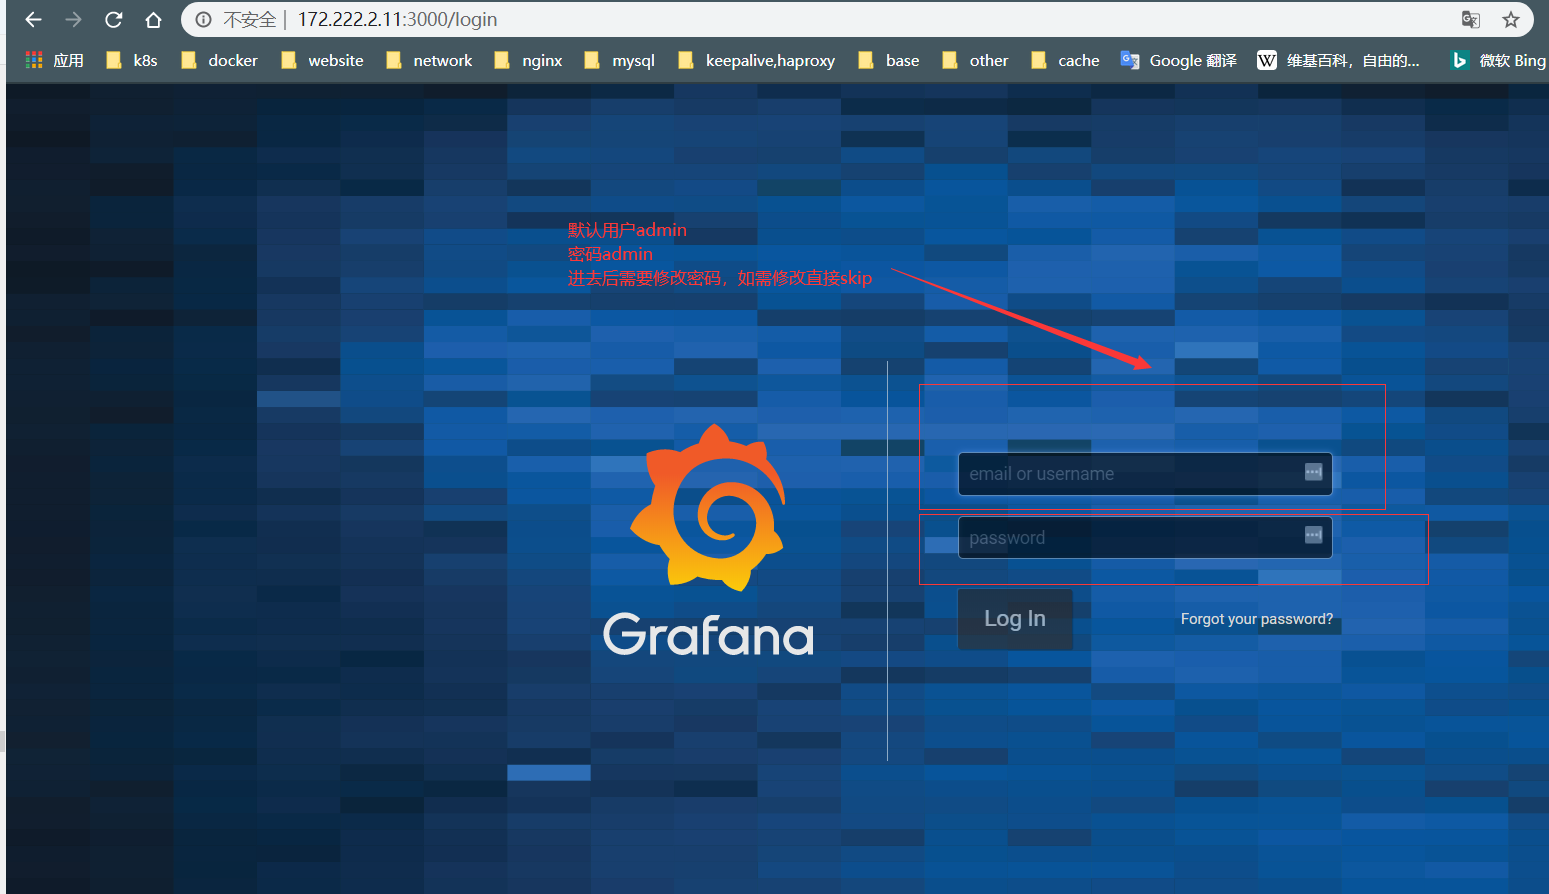 不安全 | 172.222.2.11:3000/login
应用 k8s docker website network nginx mysql keepalive,haproxy base other cache Google 翻译 维基百科，自由的... 微软 Bing
默认用户admin
密码admin
进去后需要修改密码，如需修改直接skip
email or username
password
Grafana
Log In Forgot your password?